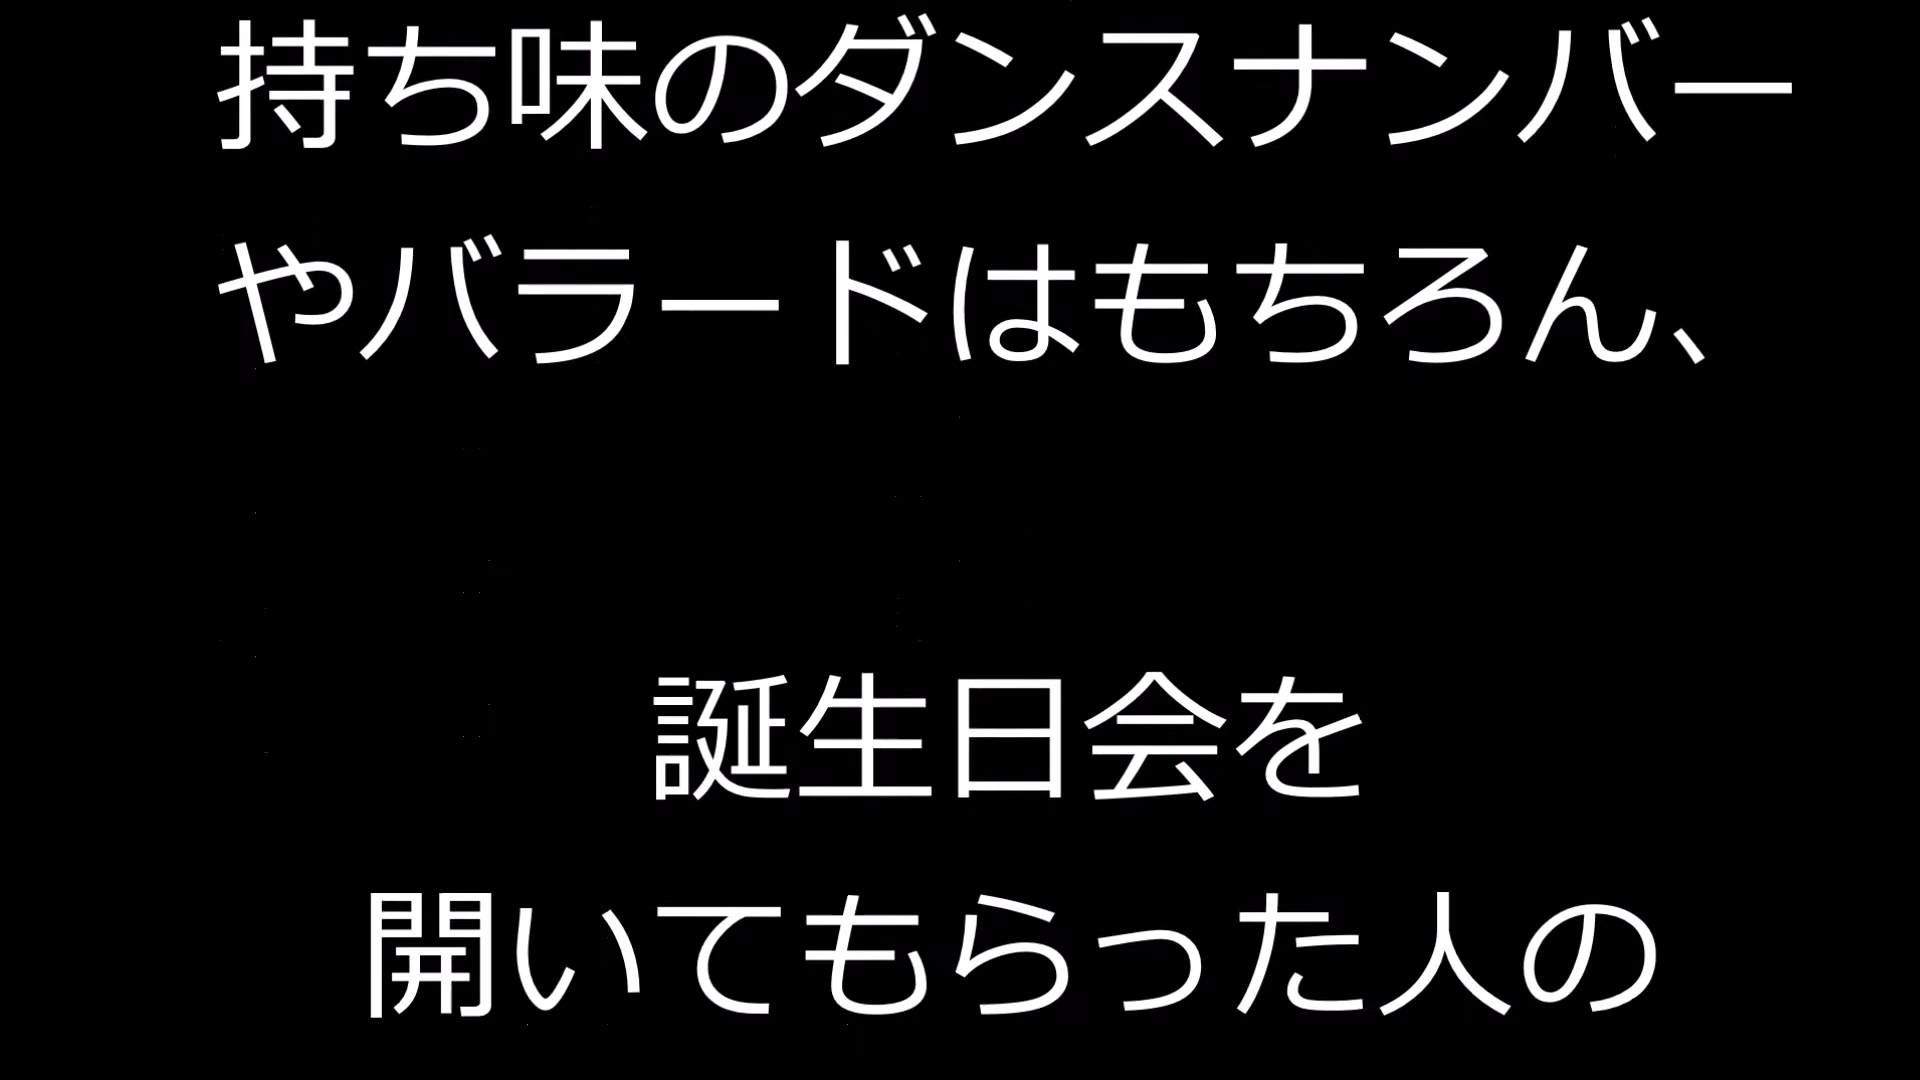 持ち味のダンスナンバー
やバラードはもちろん、
誕生日会を
開いてもらった人の